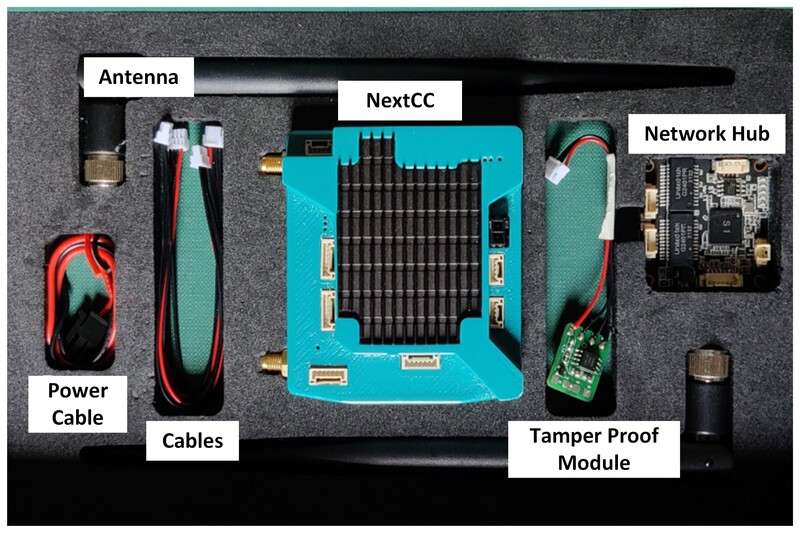 Antenna
NextCC
Network Hub
Power
Cable
Cables
Tamper Proof
Module